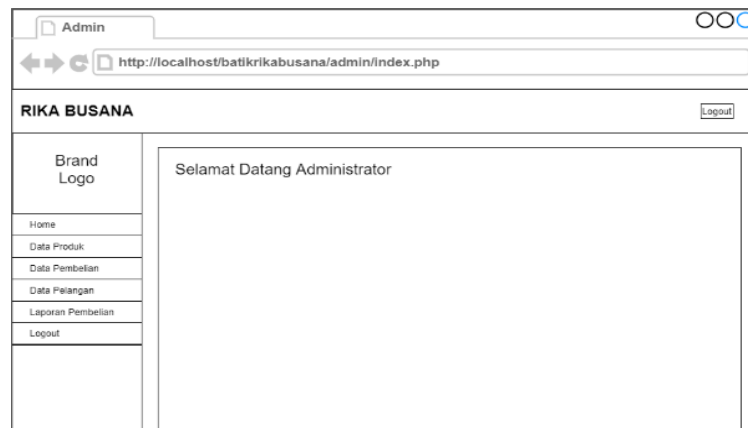 Admin
http://localhost/batikrikabusana/admin/index.php
RIKA BUSANA
Logout
Brand
Logo
Selamat Datang Administrator
Home
Data Produk
Data Pembelian
Data Pelangan
Laporan Pembelian
Logout